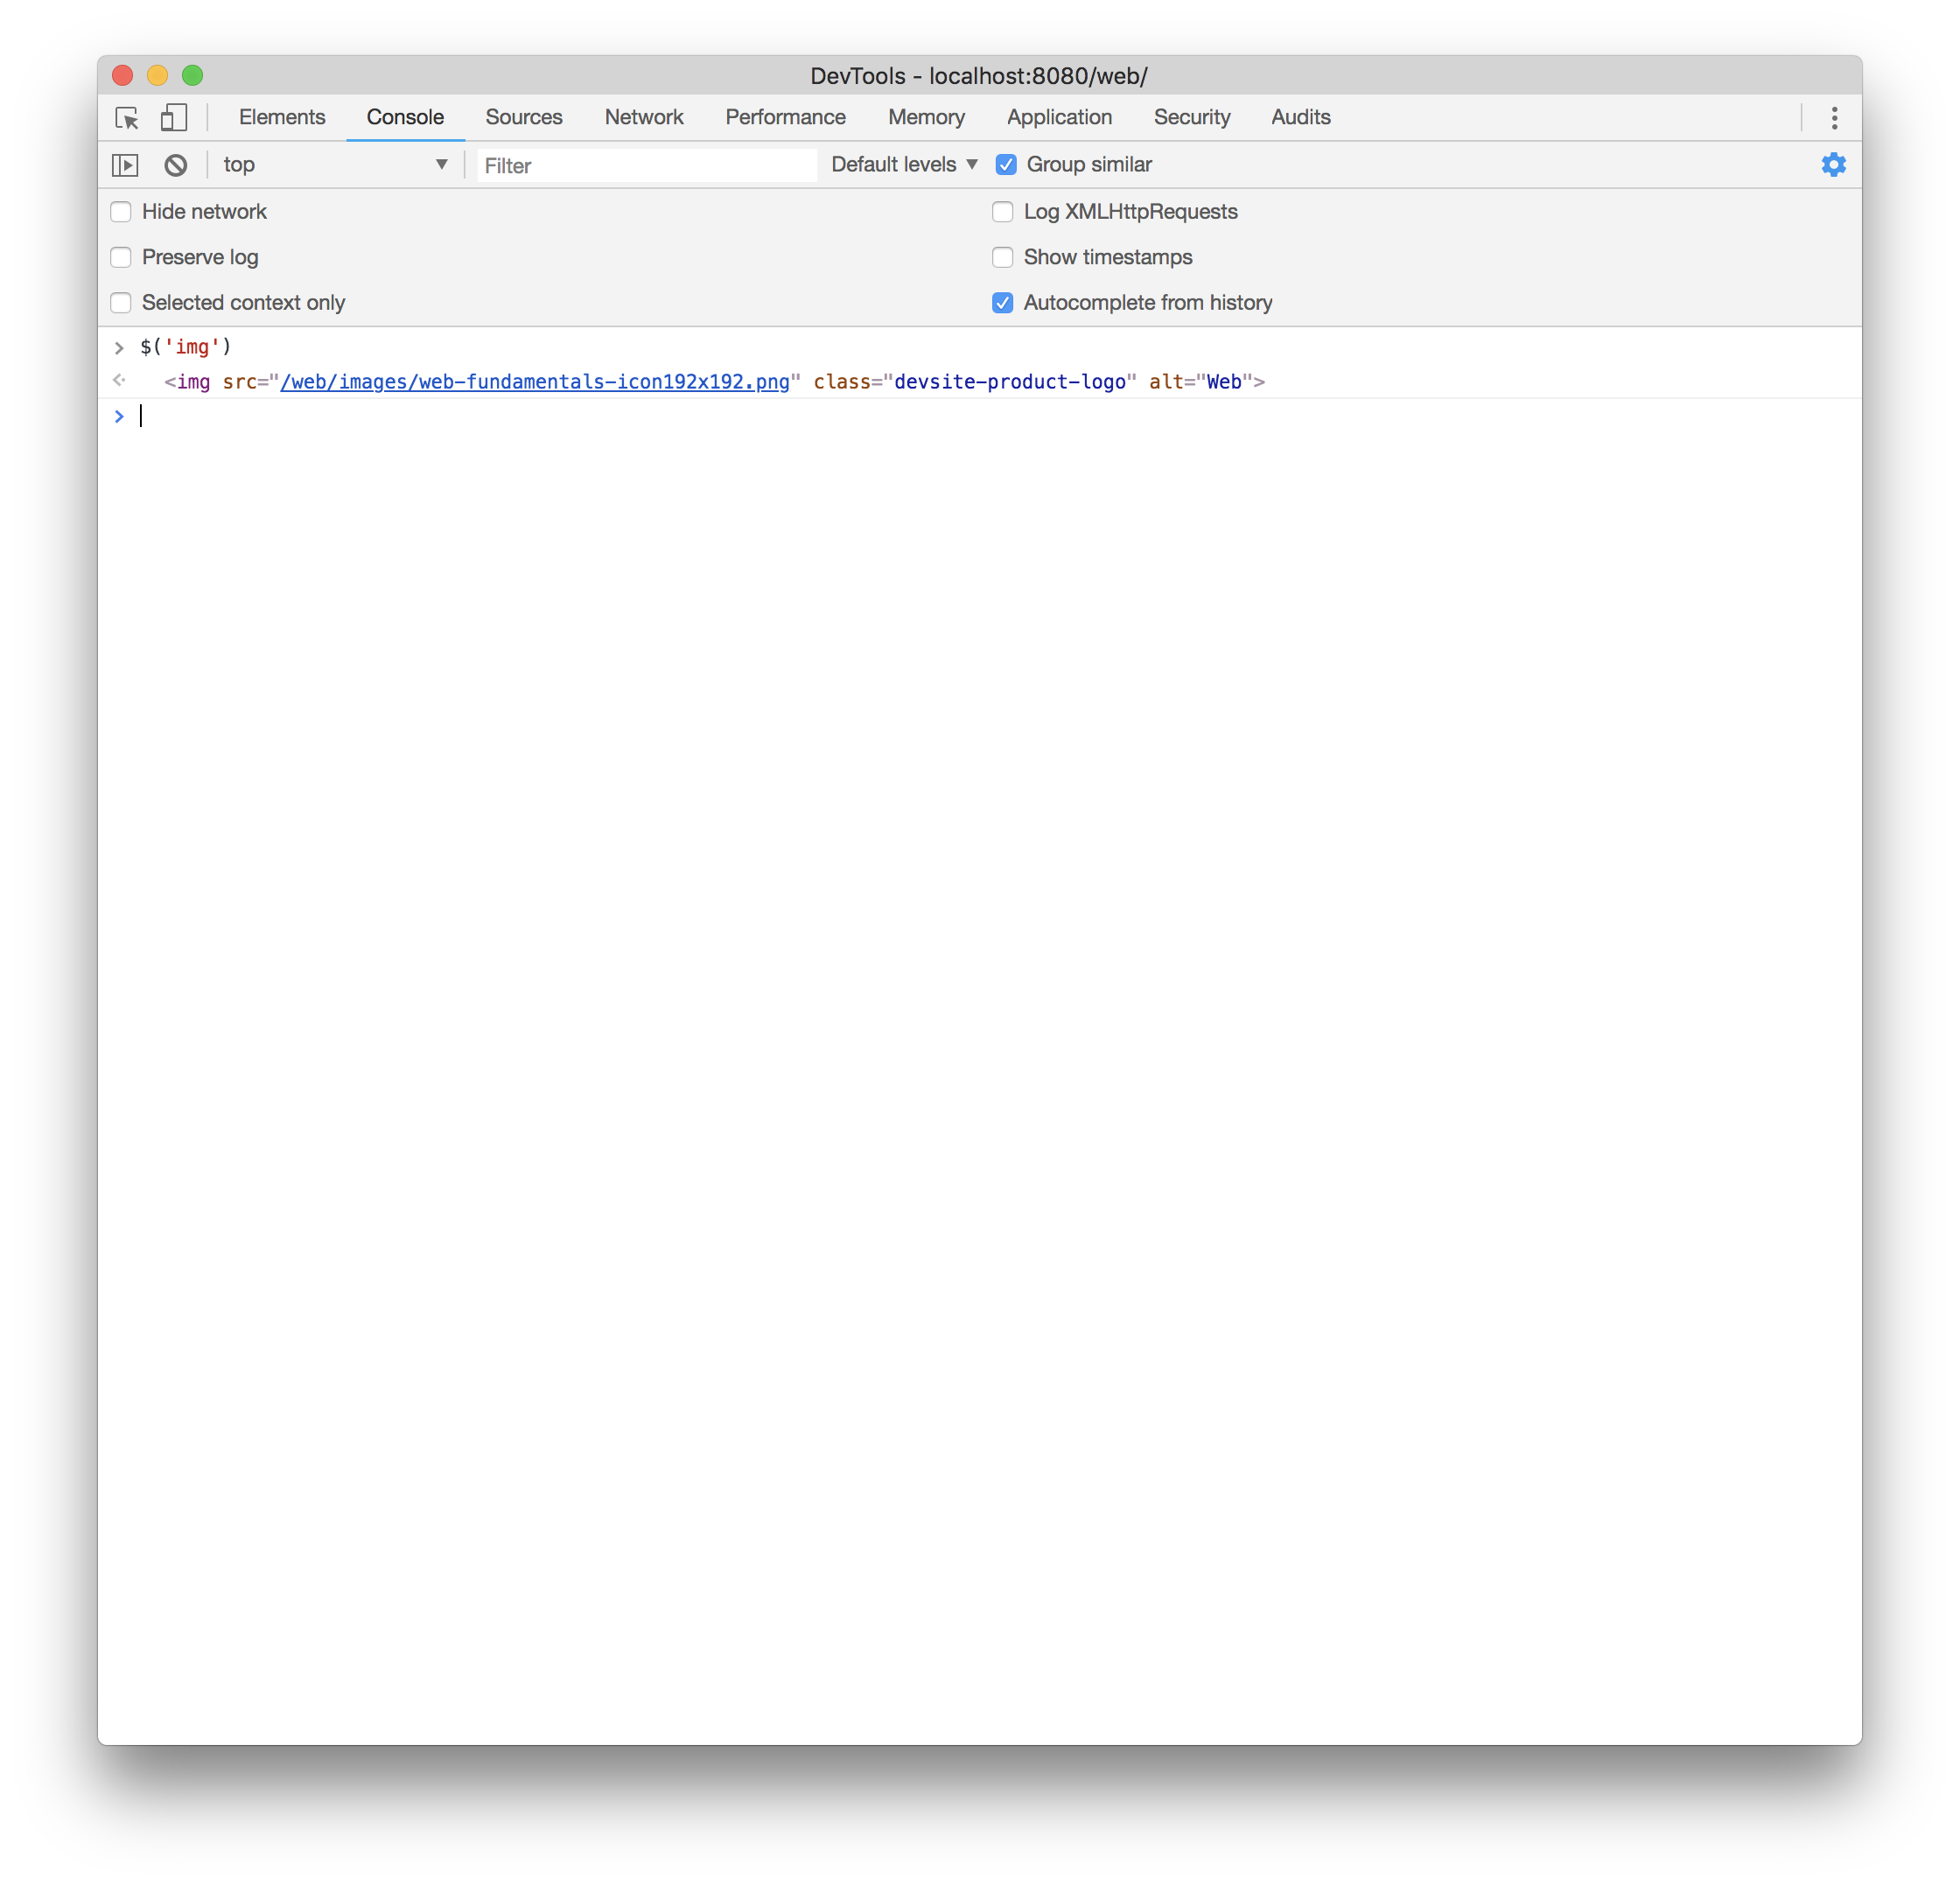 DevTools - localhost:8080/web/
Elements Console Sources Network Performance Memory Application Security Audits
top Filter Default levels Group similar
Hide network Log XMLHttpRequests
Preserve log Show timestamps
Selected context only Autocomplete from history
$('img')
<img src="/web/images/web-fundamentals-icon192x192.png" class="devsite-product-logo" alt="Web">